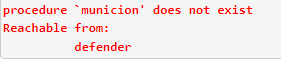 procedure `municion' does not exist
Reachable from:
defender